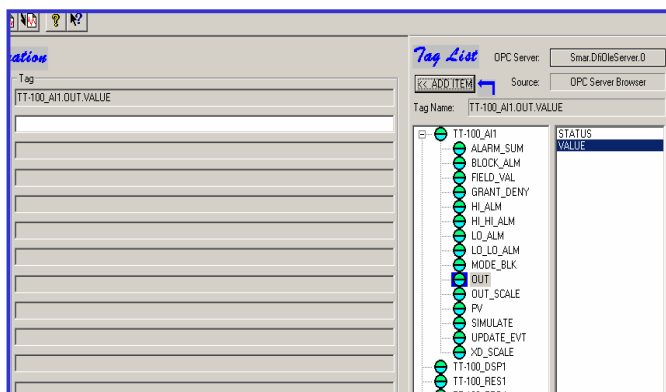 ation
Tag
TT-100_AI1.OUT.VALUE
Tag List
OPC Server:
Smar.DfiOleServer.0
<< ADD ITEM
Source:
OPC Server Browser
Tag Name:
TT-100_AI1.OUT.VALUE
TT-100_AI1
ALARM_SUM
BLOCK_ALM
FIELD_VAL
GRANT_DENY
HI_ALM
HI_HI_ALM
LO_ALM
LO_LO_ALM
MODE_BLK
OUT
OUT_SCALE
PV
SIMULATE
UPDATE_EVT
XD_SCALE
TT-100_DSP1
TT-100_RES1
STATUS
VALUE